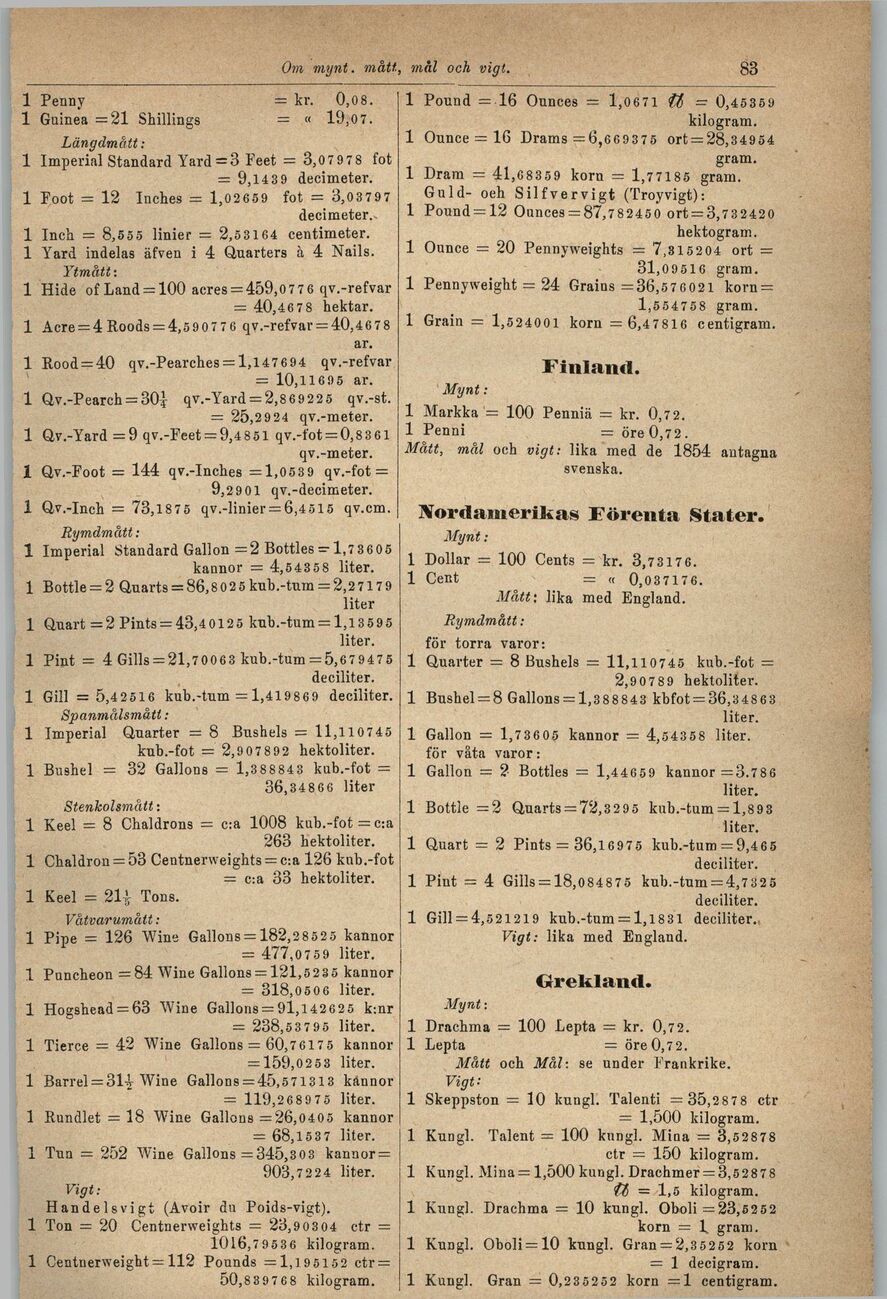 Om mynt. mått, mål och vigt. 83
1 Penny = kr. 0,08.
1 Guinea = 21 Shillings = « 19,07.
Längdmått:
1 Imperial Standard Yard = 3 Feet = 3,07978 fot
= 9,1439 decimeter.
1 Foot = 12 Inches = 1,02659 fot = 3,03797
decimeter.
1 Inch = 8,555 linier = 2,53164 centimeter.
1 Yard indelas äfven i 4 Quarters à 4 Nails.
Ytmått:
1 Hide of Land = 100 acres = 459,0776 qv.-refvar
= 40,4678 hektar.
1 Acre = 4 Roods = 4,590776 qv.-refvar = 40,4678
ar.
1 Rood = 40 qv.-Pearches = 1,147694 qv.-refvar
= 10,11695 ar.
1 Qv.-Pearch = 30¼ qv.-Yard = 2,869225 qv.-st.
= 25,2924 qv.-meter.
1 Qv.-Yard = 9 qv.-Feet = 9,4851 qv.-fot = 0,8361
qv.-meter.
1 Qv.-Foot = 144 qv.-Inches = 1,0539 qv.-fot =
9,2901 qv.-decimeter.
1 Qv.-Inch = 73,1875 qv.-linier = 6,4515 qv.cm.
Rymdmått:
1 Imperial Standard Gallon = 2 Bottles = 1,73605
kannor = 4,54358 liter.
1 Bottle = 2 Quarts = 86,8025 kub.-tum = 2,27179
liter
1 Quart = 2 Pints = 43,40125 kub.-tum = 1,13595
liter.
1 Pint = 4 Gills = 21,70063 kub.-tum = 5,679475
deciliter.
1 Gill = 5,42516 kub.-tum = 1,419869 deciliter.
Spanmålsmått:
1 Imperial Quarter = 8 Bushels = 11,110745
kub.-fot = 2,907892 hektoliter.
1 Bushel = 32 Gallons = 1,388843 kub.-fot =
36,34866 liter
Stenkolsmått:
1 Keel = 8 Chaldrons = c:a 1008 kub.-fot = c:a
263 hektoliter.
1 Chaldron = 53 Centnerweights = c:a 126 kub.-fot
= c:a 33 hektoliter.
1 Keel = 21⅕ Tons.
Våtvarumått:
1 Pipe = 126 Wine Gallons = 182,28525 kannor
= 477,0759 liter.
1 Puncheon = 84 Wine Gallons = 121,5235 kannor
= 318,0506 liter.
1 Hogshead = 63 Wine Gallons = 91,142625 k:nr
= 238,53795 liter.
1 Tierce = 42 Wine Gallons = 60,76175 kannor
= 159,0253 liter.
1 Barrel = 31½ Wine Gallons = 45,571313 kannor
= 119,268975 liter.
1 Rundlet = 18 Wine Gallons = 26,0405 kannor
= 68,1537 liter.
1 Tun = 252 Wine Gallons = 345,303 kannor =
903,7224 liter.
Vigt:
Handelsvigt (Avoir du Poids-vigt).
1 Ton = 20 Centnerweights = 23,90304 ctr =
1016,79536 kilogram.
1 Centnerweight = 112 Pounds = 1,195152 ctr =
50,839768 kilogram.
1 Pound = 16 Ounces = 1,0671 ℔ = 0,45359
kilogram.
1 Ounce = 16 Drams = 6,669375 ort = 28,34954
gram.
1 Dram = 41,68359 korn = 1,77185 gram.
Guld- oeh Silfvervigt (Troyvigt):
1 Pound = 12 Ounces = 87,782450 ort = 3,732420
hektogram.
1 Ounce = 20 Pennyweights = 7,315204 ort =
31,09516 gram.
1 Pennyweight = 24 Grains = 36,576021 korn =
1,554758 gram.
1 Grain = 1,524001 korn = 6,47816 centigram.
Finland.
Mynt:
1 Markka = 100 Penniä = kr. 0,72.
1 Penni = öre 0,72.
Mått, mål och vigt: lika med de 1854 antagna
svenska.
Nordamerikas Förenta Stater.
Mynt:
1 Dollar = 100 Cents = kr. 3,73176.
1 Cent = « 0,037176.
Mått: lika med England.
Rymdmått:
för torra varor:
1 Quarter = 8 Bushels = 11,110745 kub.-fot =
2,90789 hektoliter.
1 Bushel = 8 Gallons = 1,388843 kbfot = 36,34863
liter.
1 Gallon = 1,73605 kannor = 4,54358 liter.
för våta varor:
1 Gallon = 2 Bottles = 1,44659 kannor = 3.786
liter.
1 Bottle = 2 Quarts = 72,3295 kub.-tum = 1,893
liter.
1 Quart = 2 Pints = 36,16975 kub.-tum = 9,465
deciliter.
1 Pint = 4 Gills = 18,084875 kub.-tum = 4,7325
deciliter.
1 Gill = 4,521219 kub.-tum = 1,1831 deciliter.
Vigt: lika med England.
Grekland.
Mynt:
1 Drachma = 100 Lepta = kr. 0,72.
1 Lepta = öre 0,72.
Mått och Mål: se under Frankrike.
Vigt:
1 Skeppston = 10 kungl. Talenti = 35,2878 ctr
= 1,500 kilogram.
1 Kungl. Talent = 100 kungl. Mina = 3,52878
ctr = 150 kilogram.
1 Kungl. Mina = 1,500 kungl. Drachmer = 3,52878
℔ = 1,5 kilogram.
1 Kungl. Drachma = 10 kungl. Oboli = 23,5252
korn = 1 gram.
1 Kungl. Oboli = 10 kungl. Gran = 2,35252 korn
= 1 decigram.
1 Kungl. Gran = 0,235252 korn = 1 centigram.